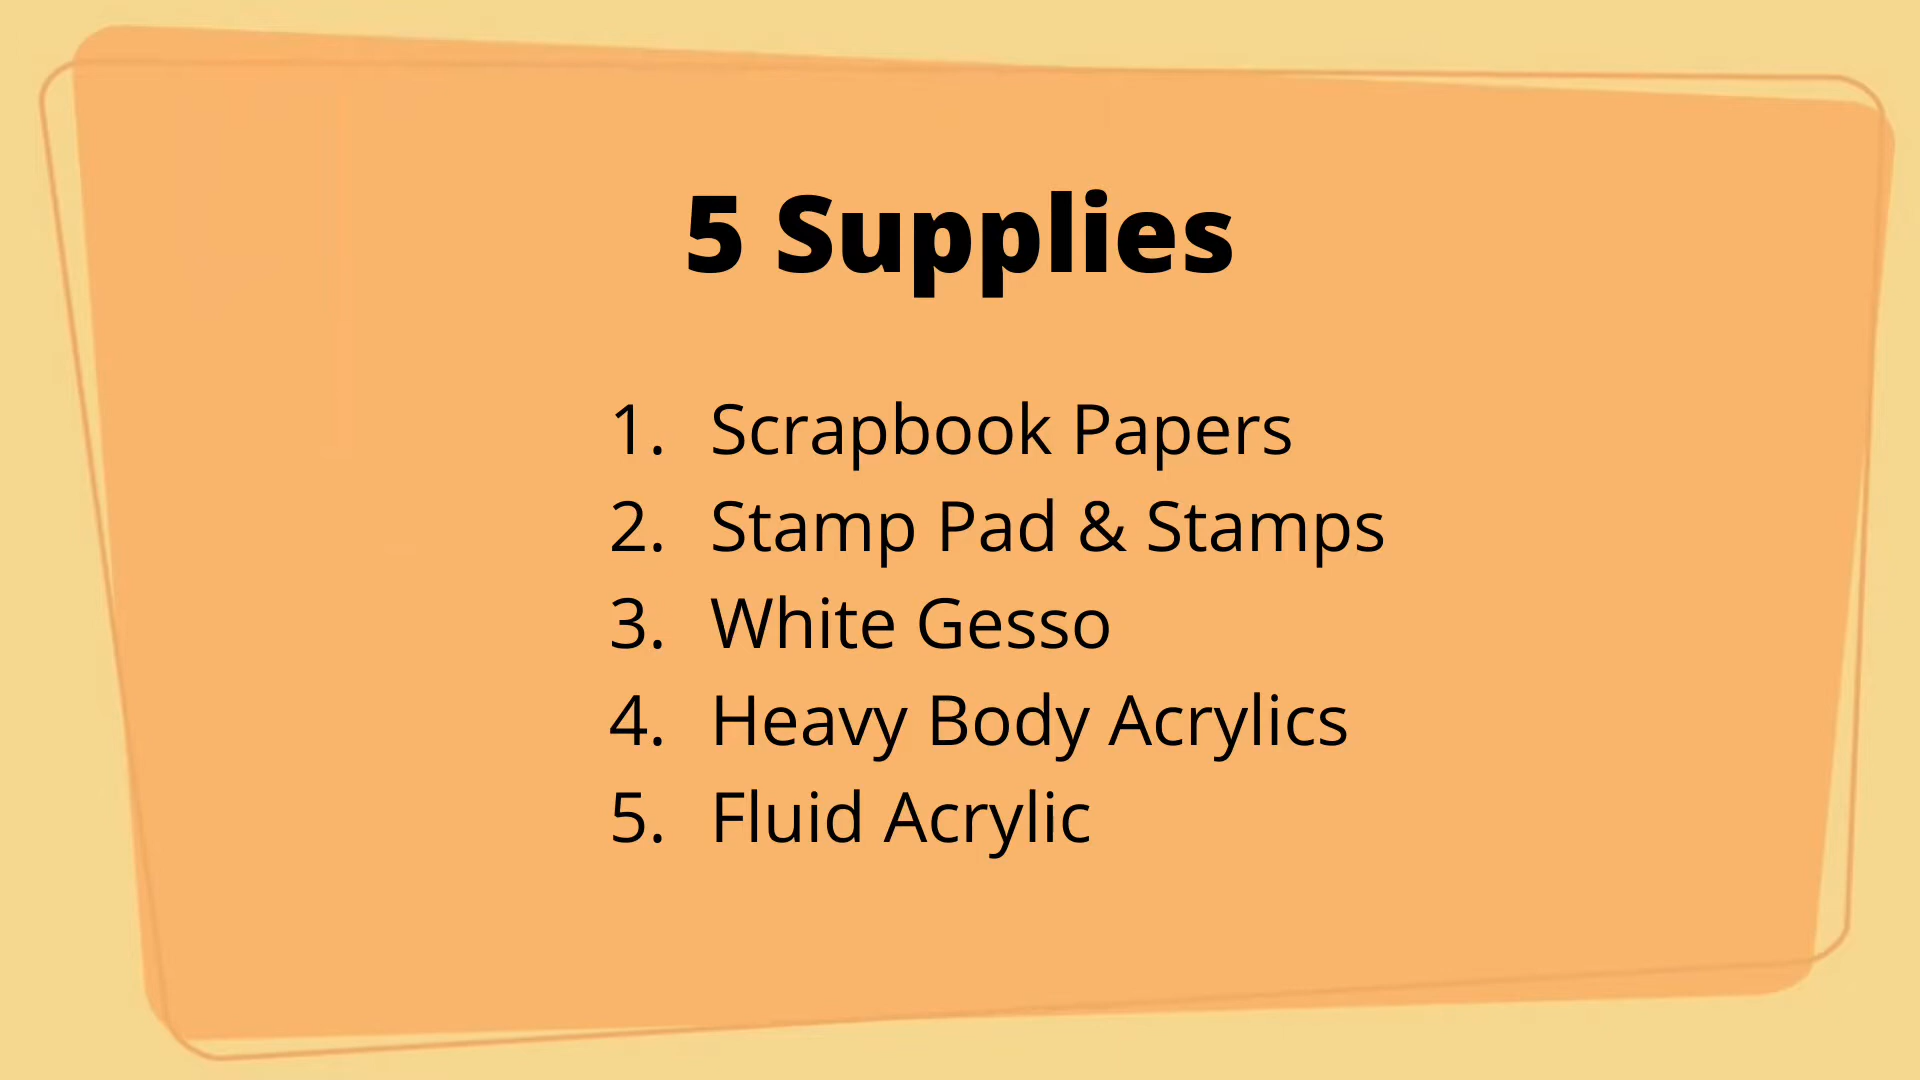 5 Supplies
1. Scrapbook Papers
2. Stamp Pad & Stamps
3. White Gesso
4. Heavy Body Acrylics
5. Fluid Acrylic